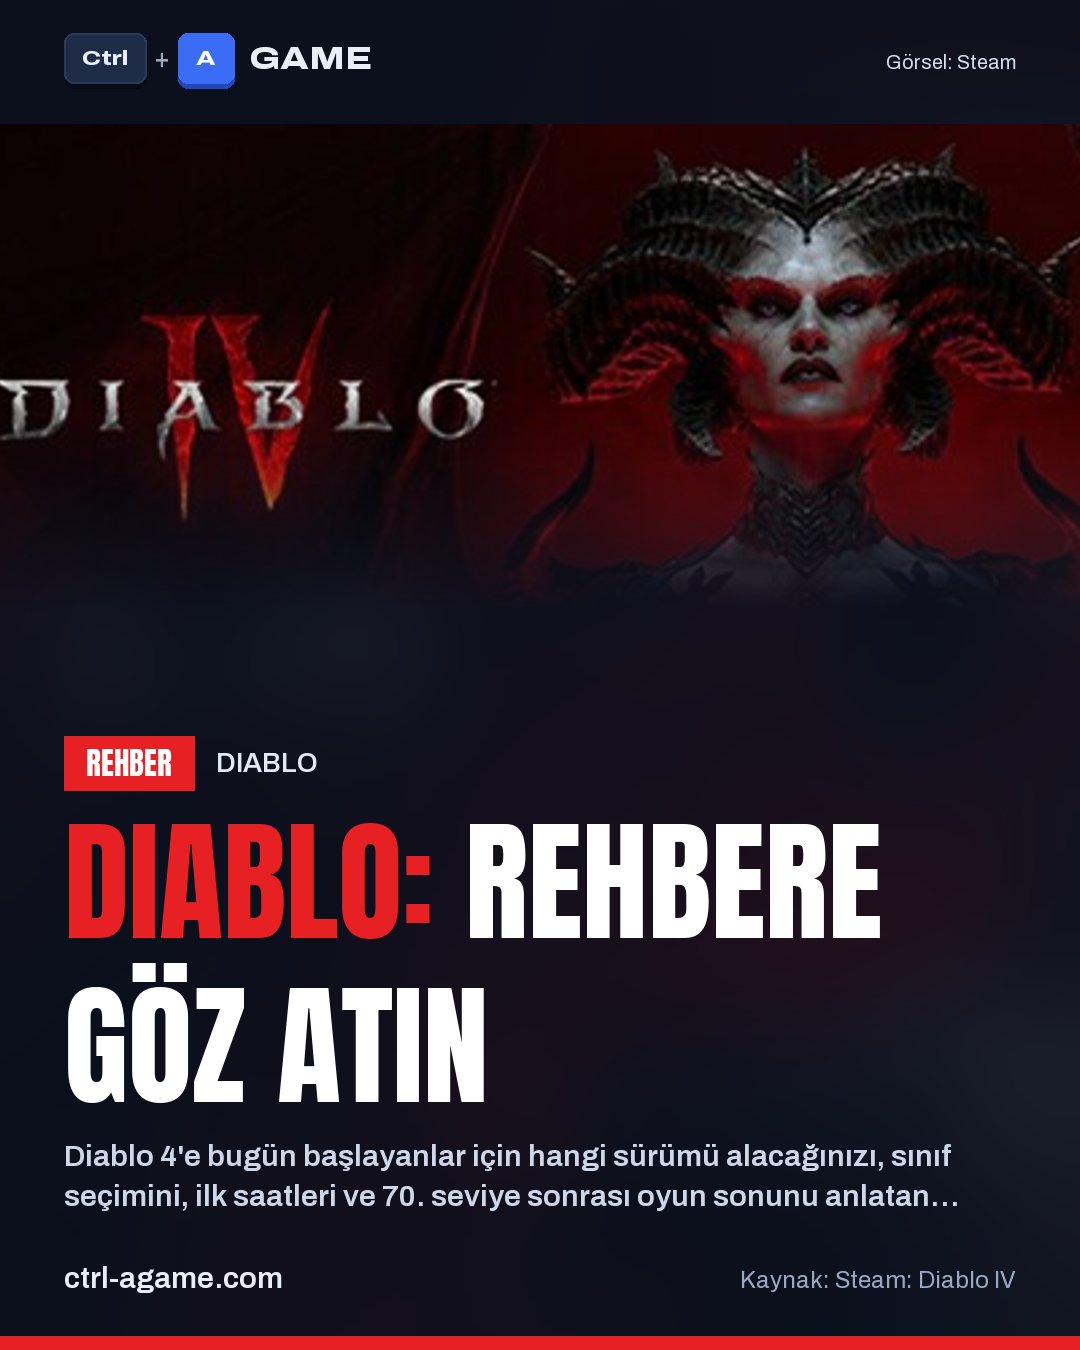 Ctrl + A GAME
Görsel: Steam
DIABLO IV
REHBER DIABLO
DIABLO: REHBERE
GÖZ ATIN
Diablo 4'e bugün başlayanlar için hangi sürümü alacağınızı, sınıf
seçimini, ilk saatleri ve 70. seviye sonrası oyun sonunu anlatan...
ctrl-agame.com
Kaynak: Steam: Diablo IV